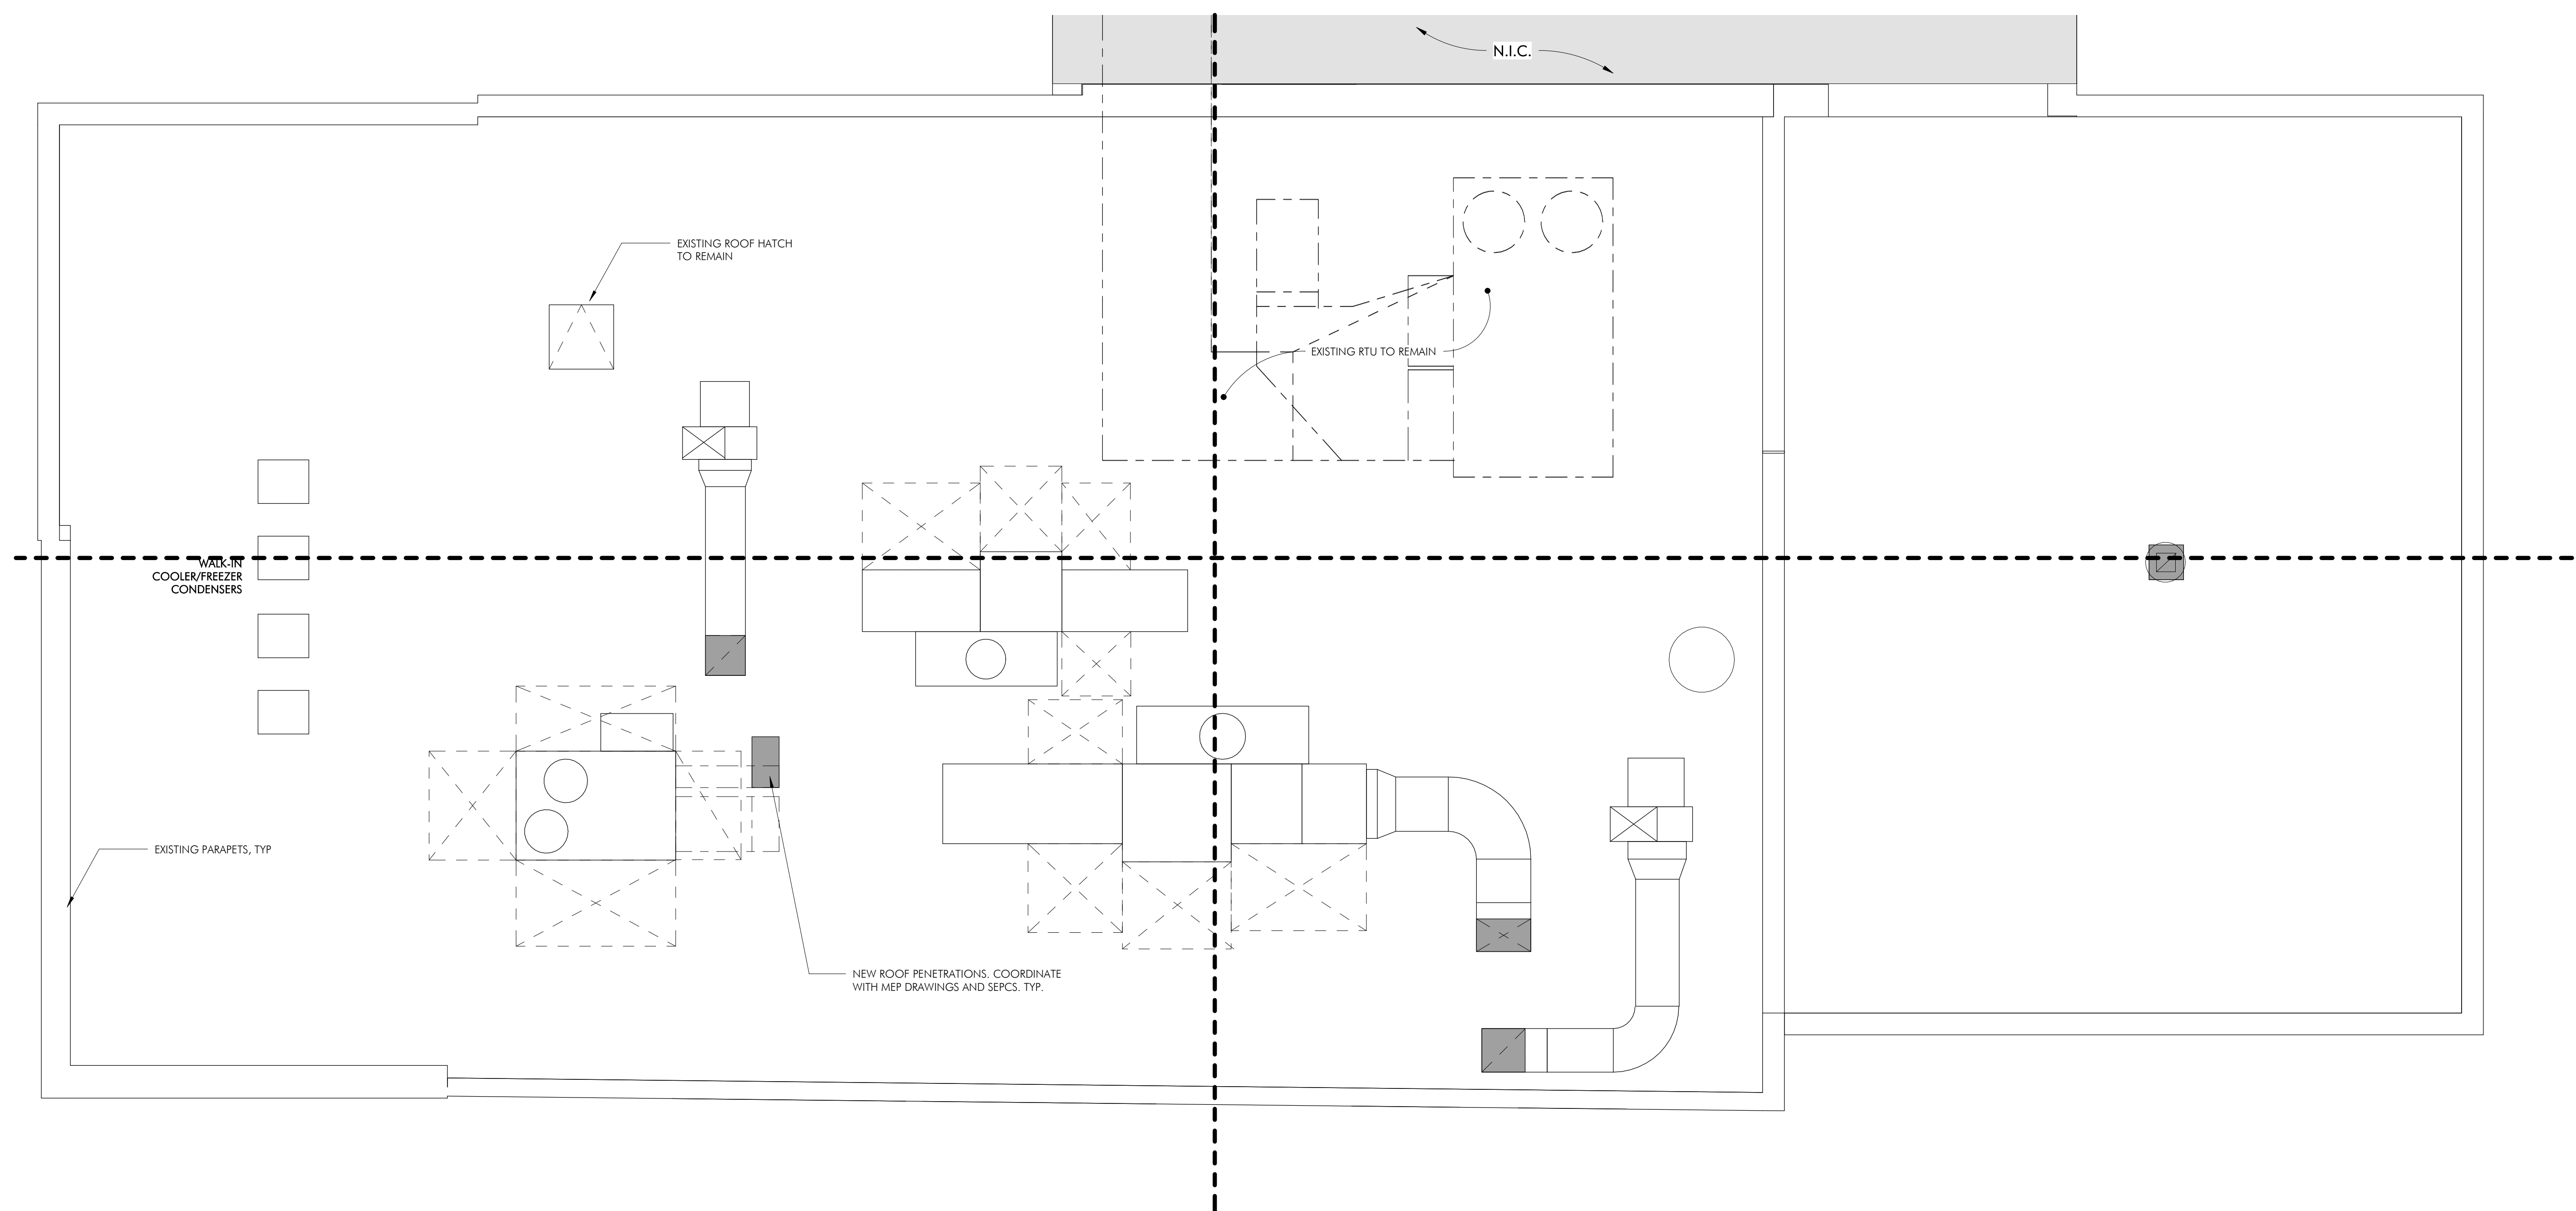 N.I.C.
EXISTING ROOF HATCH
TO REMAIN
EXISTING RTU TO REMAIN
WALK-IN
COOLER/FREEZER
CONDENSERS
EXISTING PARAPETS, TYP
NEW ROOF PENETRATIONS. COORDINATE
WITH MEP DRAWINGS AND SEPCS. TYP.